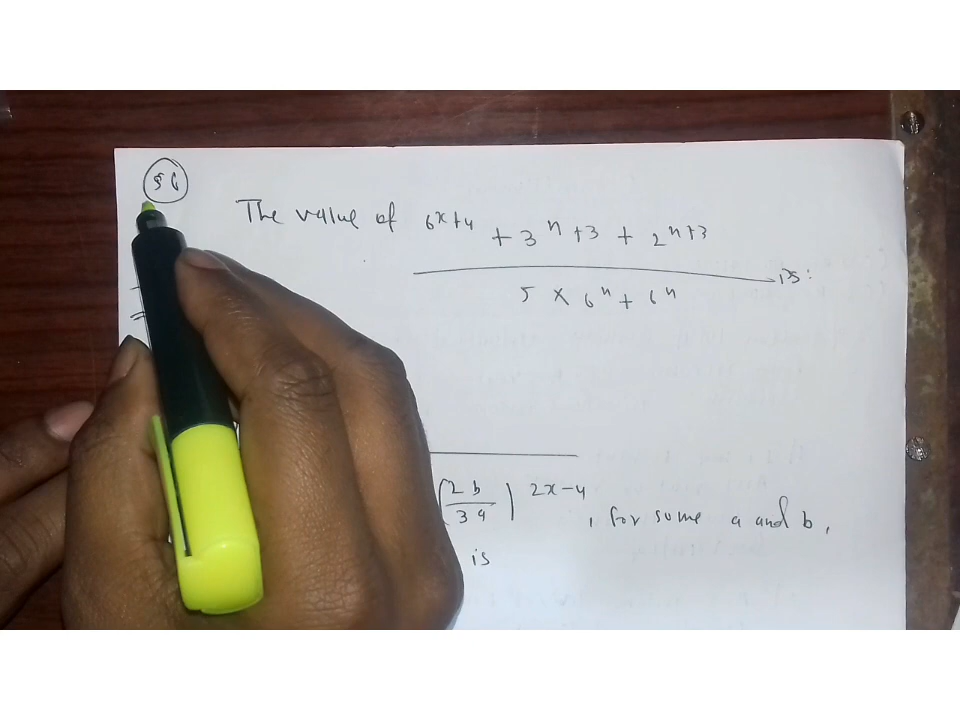 56
The value of 6^x+4 + 3^n+3 + 2^n+3
5 × 6^n + 6^n is:
(2b/3a)^2x-4, for some a and b,
is